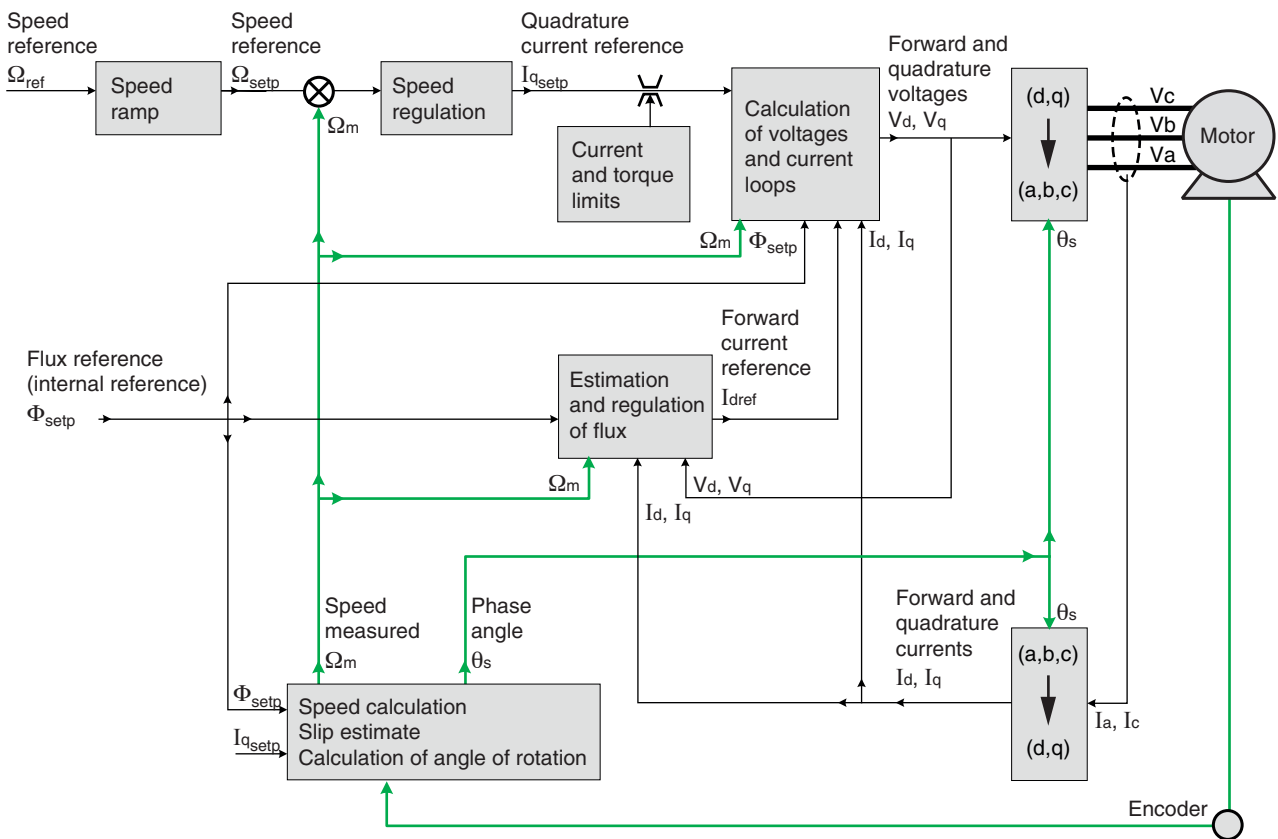 Speed
reference
Ωref
Speed
ramp
Speed
reference
Ωsetp
Ωm
Speed
regulation
Quadrature
current reference
Iqsetp
Current
and torque
limits
Calculation
of voltages
and current
loops
Forward and
quadrature
voltages
Vd, Vq
(d,q)
(a,b,c)
Vc
Vb
Va
Motor
Ωm
Φsetp
Id, Iq
θs
Flux reference
(internal reference)
Φsetp
Estimation
and regulation
of flux
Forward
current
reference
Idref
Ωm
Vd, Vq
Id, Iq
Speed
measured
Ωm
Phase
angle
θs
Forward and
quadrature
currents
Id, Iq
θs
(a,b,c)
(d,q)
Ia, Ic
Φsetp
Iqsetp
Speed calculation
Slip estimate
Calculation of angle of rotation
Encoder